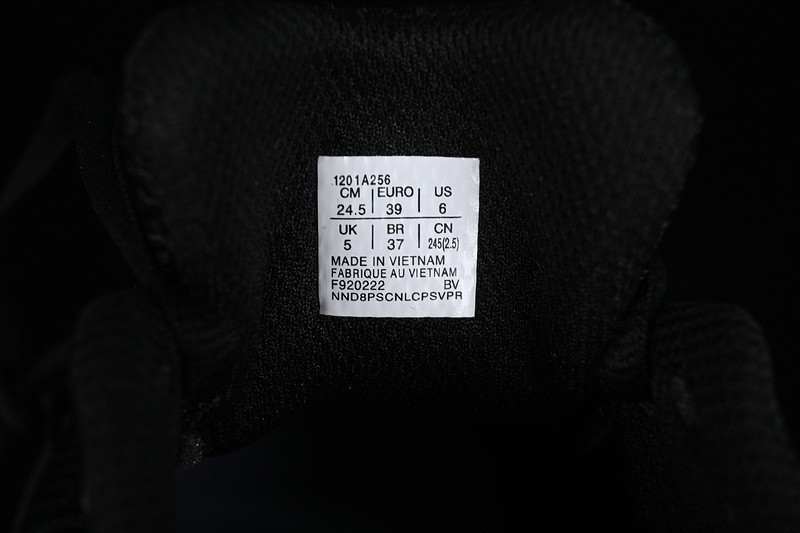 1201A256
CM | EURO | US
24.5 | 39 | 6
UK | BR | CN
5 | 37 | 245(2.5)
MADE IN VIETNAM
FABRIQUE AU VIETNAM
F920222 BV
NND8PSCNLCPSVPR